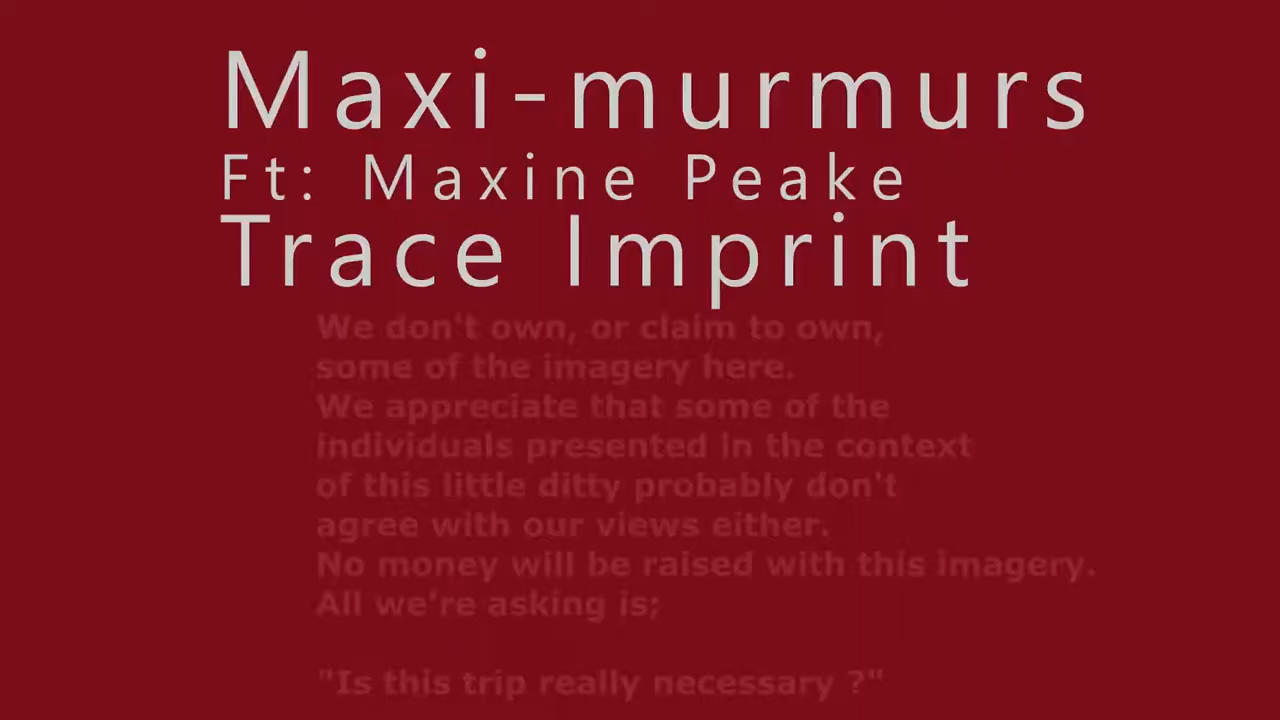 Maxi-murmurs
Ft: Maxine Peake
Trace Imprint
We don't own, or claim to own,
some of the imagery here.
We appreciate that some of the
individuals presented in the context
of this little ditty probably don't
agree with our views either.
No money will be raised with this imagery.
All we're asking is;
"Is this trip really necessary ?"